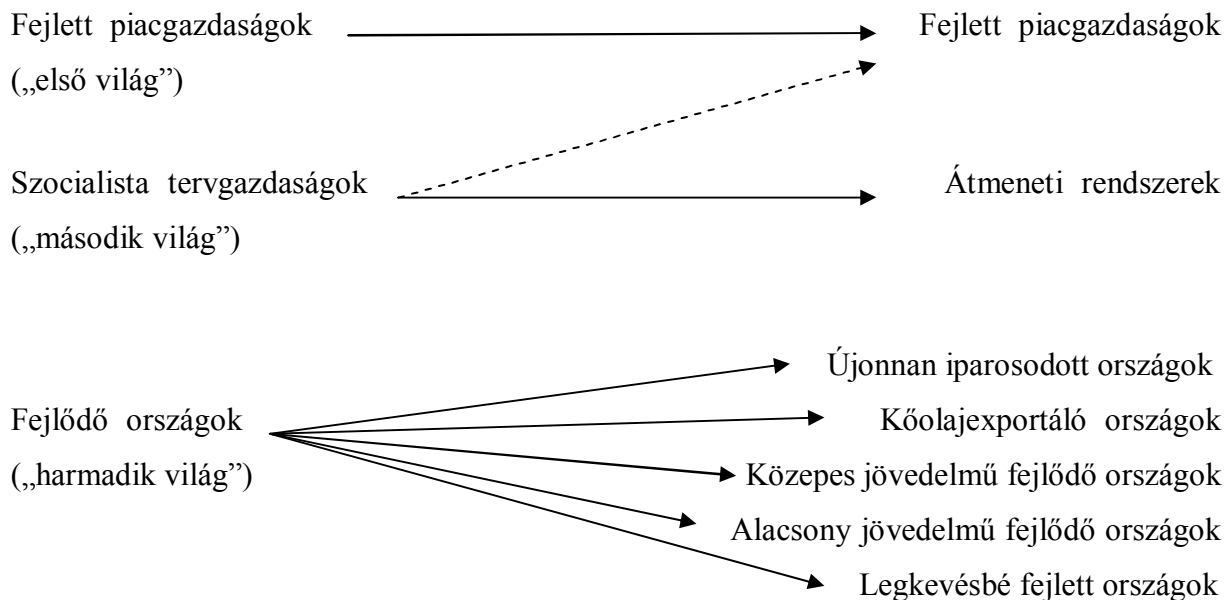 Fejlett piacgazdaságok Fejlett piacgazdaságok
(„első világ”)
Szocialista tervgazdaságok Átmeneti rendszerek
(„második világ”)
Újonnan iparosodott országok
Fejlődő országok Kőolajexportáló országok
(„harmadik világ”) Közepes jövedelmű fejlődő országok
Alacsony jövedelmű fejlődő országok
Legkevésbé fejlett országok